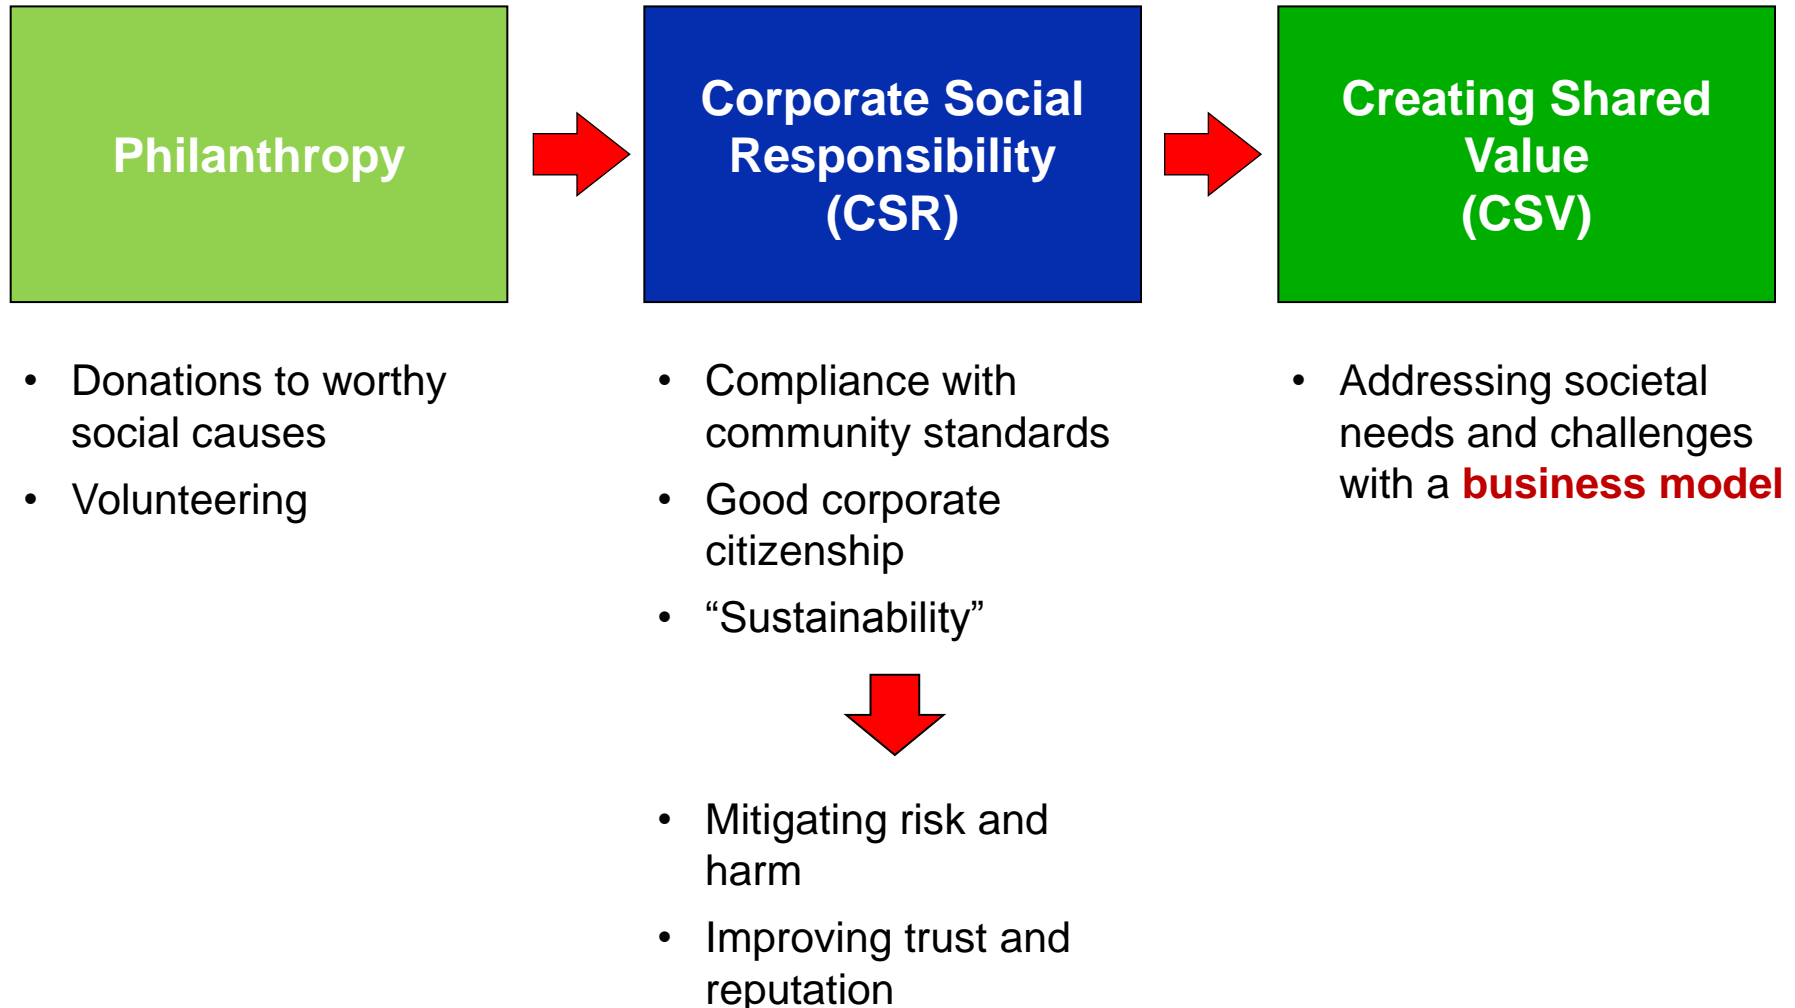 Philanthropy
Corporate Social
Responsibility
(CSR)
Creating Shared
Value
(CSV)
• Donations to worthy
social causes
• Volunteering
• Compliance with
community standards
• Good corporate
citizenship
• “Sustainability”
• Mitigating risk and
harm
• Improving trust and
reputation
• Addressing societal
needs and challenges
with a business model